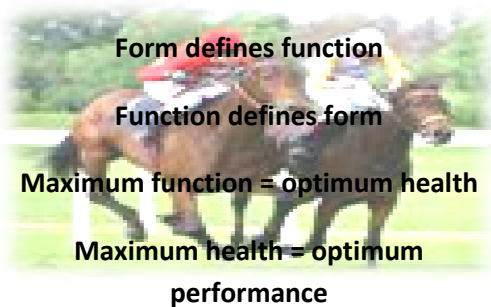 Form defines function
Function defines form
Maximum function = optimum health
Maximum health = optimum
performance